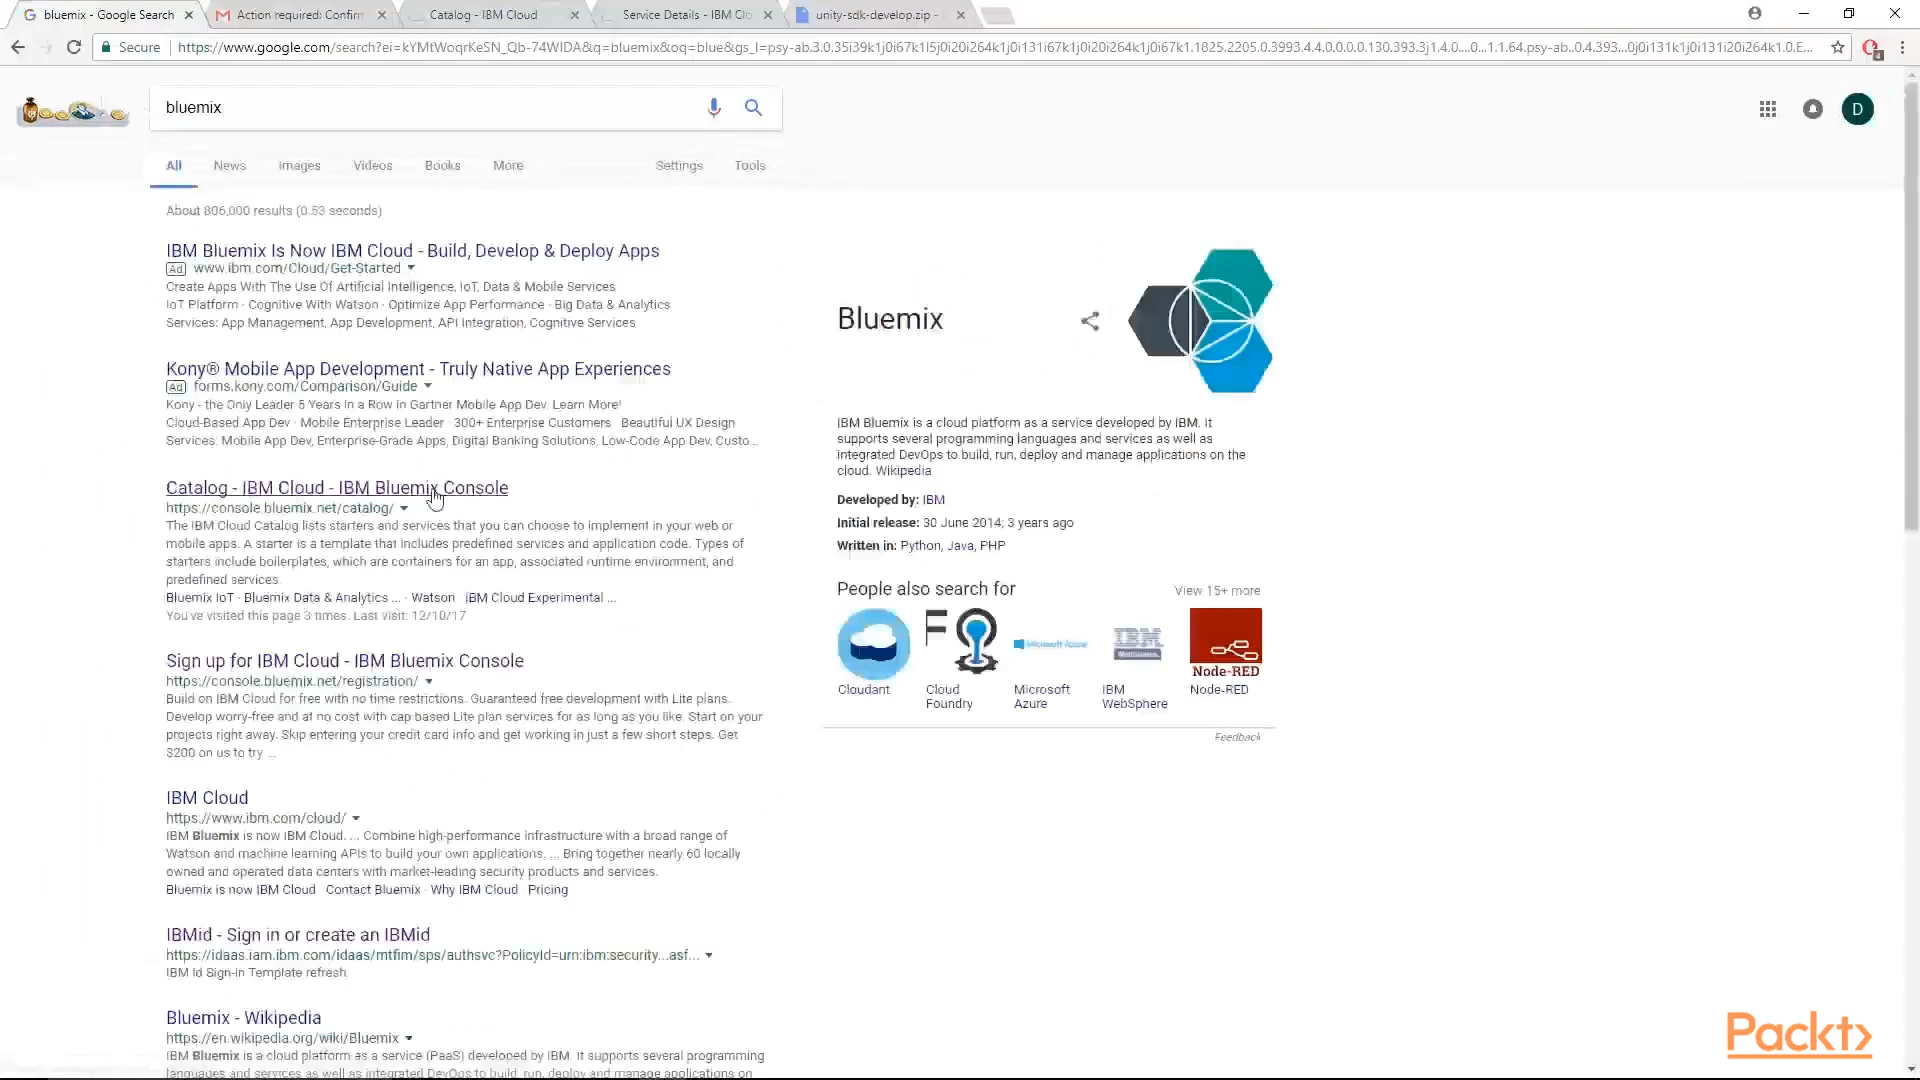 bluemix - Google Search
Action required: Confirm
Catalog - IBM Cloud
Service Details - IBM Clo
unity-sdk-develop.zip -
Secure
https://www.google.com/search?ei=kYMtWoqrKeSN_Qb-74WIDA&q=bluemix&oq=blue&gs_l=psy-ab.3.0.35i39k1j0i67k1l5j0i20i264k1j0i131i67k1j0i67k1.1825.2205.0.3993.4.4.0.0.0.0.130.393.3j1.4.0....0...1.1.64.psy-ab..0.4.393...0j0i131k1j0i131i20i264k1.0.E...
bluemix
D
All
News
Images
Videos
Books
More
Settings
Tools
About 806,000 results (0.53 seconds)
IBM Bluemix Is Now IBM Cloud - Build, Develop & Deploy Apps
Ad www.ibm.com/Cloud/Get-Started
Create Apps With The Use Of Artificial Intelligence, IoT, Data & Mobile Services
IoT Platform · Cognitive With Watson · Optimize App Performance · Big Data & Analytics
Services: App Management, App Development, API Integration, Cognitive Services
Kony® Mobile App Development - Truly Native App Experiences
Ad forms.kony.com/Comparison/Guide
Kony - the Only Leader 5 Years In a Row in Gartner Mobile App Dev. Learn More!
Cloud-Based App Dev · Mobile Enterprise Leader · 300+ Enterprise Customers · Beautiful UX Design
Services: Mobile App Dev, Enterprise-Grade Apps, Digital Banking Solutions, Low-Code App Dev, Custo...
Catalog - IBM Cloud - IBM Bluemix Console
https://console.bluemix.net/catalog/
The IBM Cloud Catalog lists starters and services that you can choose to implement in your web or
mobile apps. A starter is a template that includes predefined services and application code. Types of
starters include boilerplates, which are containers for an app, associated runtime environment, and
predefined services.
Bluemix IoT · Bluemix Data & Analytics ... · Watson · IBM Cloud Experimental ...
You've visited this page 3 times. Last visit: 12/10/17
Sign up for IBM Cloud - IBM Bluemix Console
https://console.bluemix.net/registration/
Build on IBM Cloud for free with no time restrictions. Guaranteed free development with Lite plans.
Develop worry-free and at no cost with cap based Lite plan services for as long as you like. Start on your
projects right away. Skip entering your credit card info and get working in just a few short steps. Get
$200 on us to try ...
IBM Cloud
https://www.ibm.com/cloud/
IBM Bluemix is now IBM Cloud. ... Combine high-performance infrastructure with a broad range of
Watson and machine learning APIs to build your own applications. ... Bring together nearly 60 locally
owned and operated data centers with market-leading security products and services.
Bluemix is now IBM Cloud · Contact Bluemix · Why IBM Cloud · Pricing
IBMid - Sign in or create an IBMid
https://idaas.iam.ibm.com/idaas/mtfim/sps/authsvc?PolicyId=urn:ibm:security...asf...
IBM Id Sign-in Template refresh.
Bluemix - Wikipedia
https://en.wikipedia.org/wiki/Bluemix
IBM Bluemix is a cloud platform as a service (PaaS) developed by IBM. It supports several programming
languages and services as well as integrated DevOps to build, run, deploy and manage applications on
Bluemix
IBM Bluemix is a cloud platform as a service developed by IBM. It
supports several programming languages and services as well as
integrated DevOps to build, run, deploy and manage applications on the
cloud. Wikipedia
Developed by: IBM
Initial release: 30 June 2014; 3 years ago
Written in: Python, Java, PHP
People also search for
View 15+ more
F
Microsoft Azure
IBM
WebSphere
Node-RED
Cloudant
Cloud Foundry
Microsoft Azure
IBM WebSphere
Node-RED
Feedback
Packt>